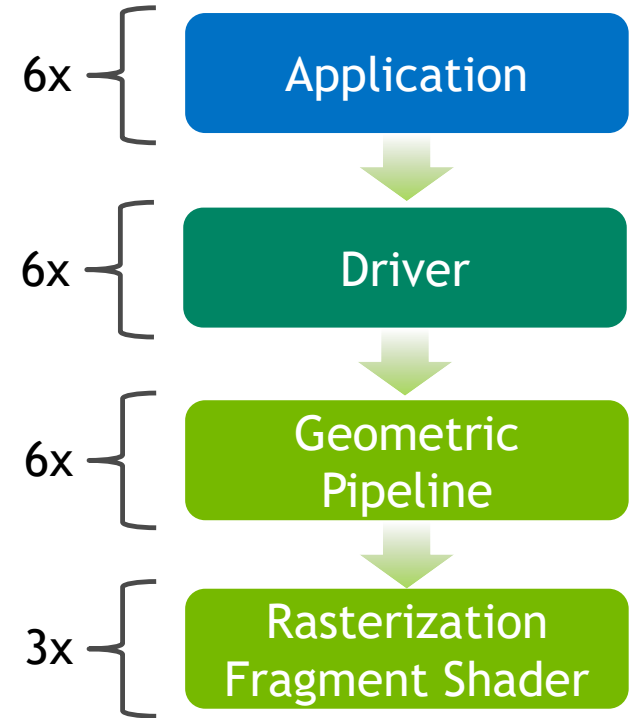 6x
Application
6x
Driver
6x
Geometric
Pipeline
3x
Rasterization
Fragment Shader